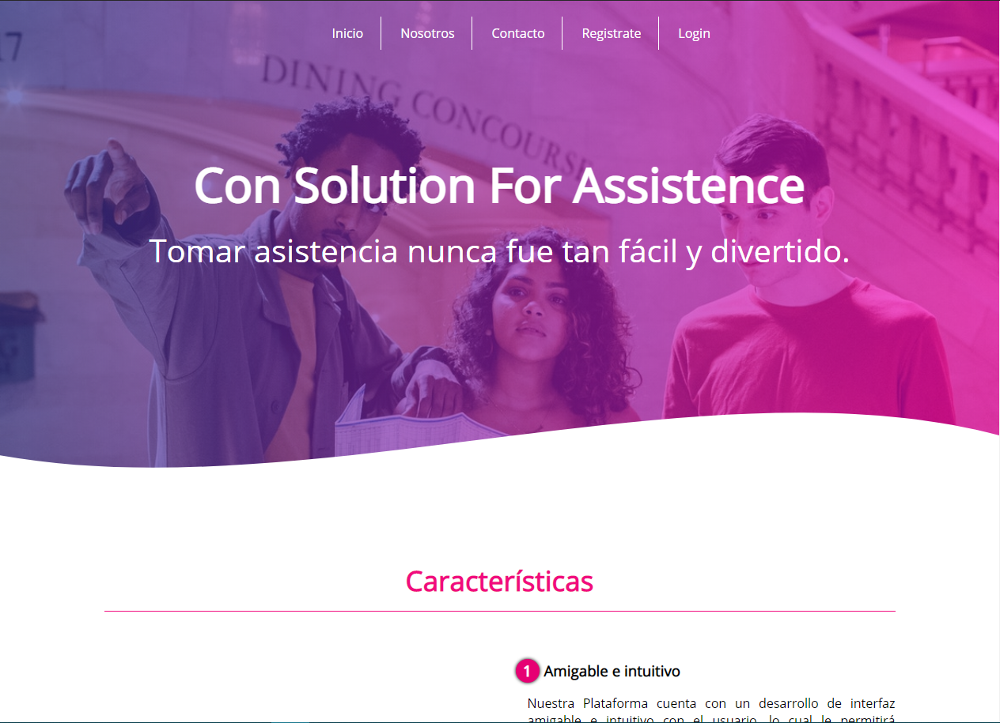 Inicio
Nosotros
Contacto
Registrate
Login
17
DINING CONCOURSE
Con Solution For Assistence
Tomar asistencia nunca fue tan fácil y divertido.
Características
1 Amigable e intuitivo
Nuestra Plataforma cuenta con un desarrollo de interfaz
amigable e intuitivo con el usuario, lo cual le permitirá